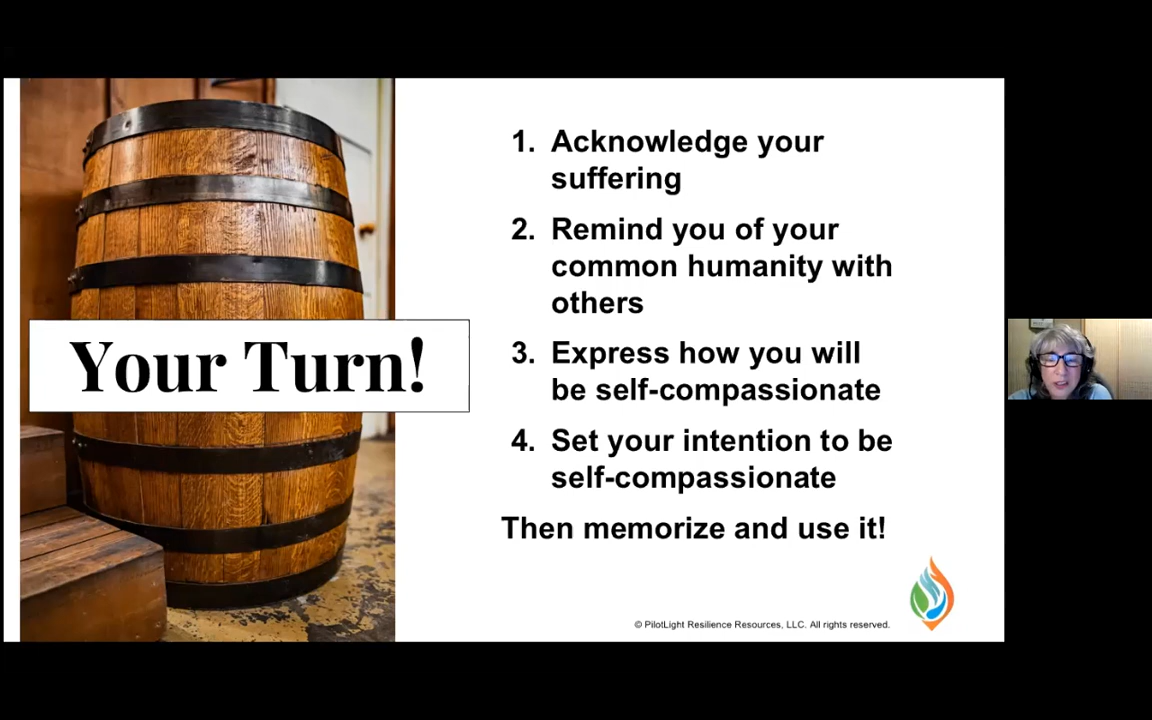 Your Turn!
1. Acknowledge your
suffering
2. Remind you of your
common humanity with
others
3. Express how you will
be self-compassionate
4. Set your intention to be
self-compassionate
Then memorize and use it!
© PilotLight Resilience Resources, LLC. All rights reserved.